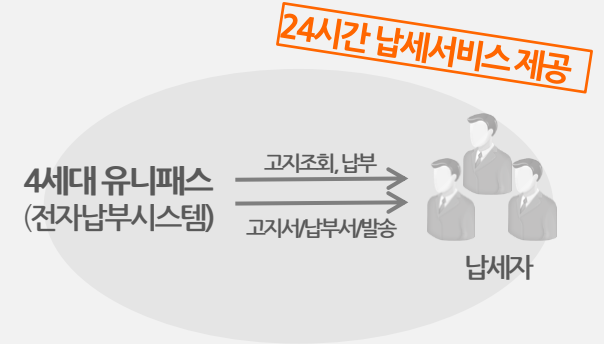 24시간 납세서비스 제공
4세대 유니패스
(전자납부시스템)
고지조회, 납부
고지서/납부서/발송
납세자